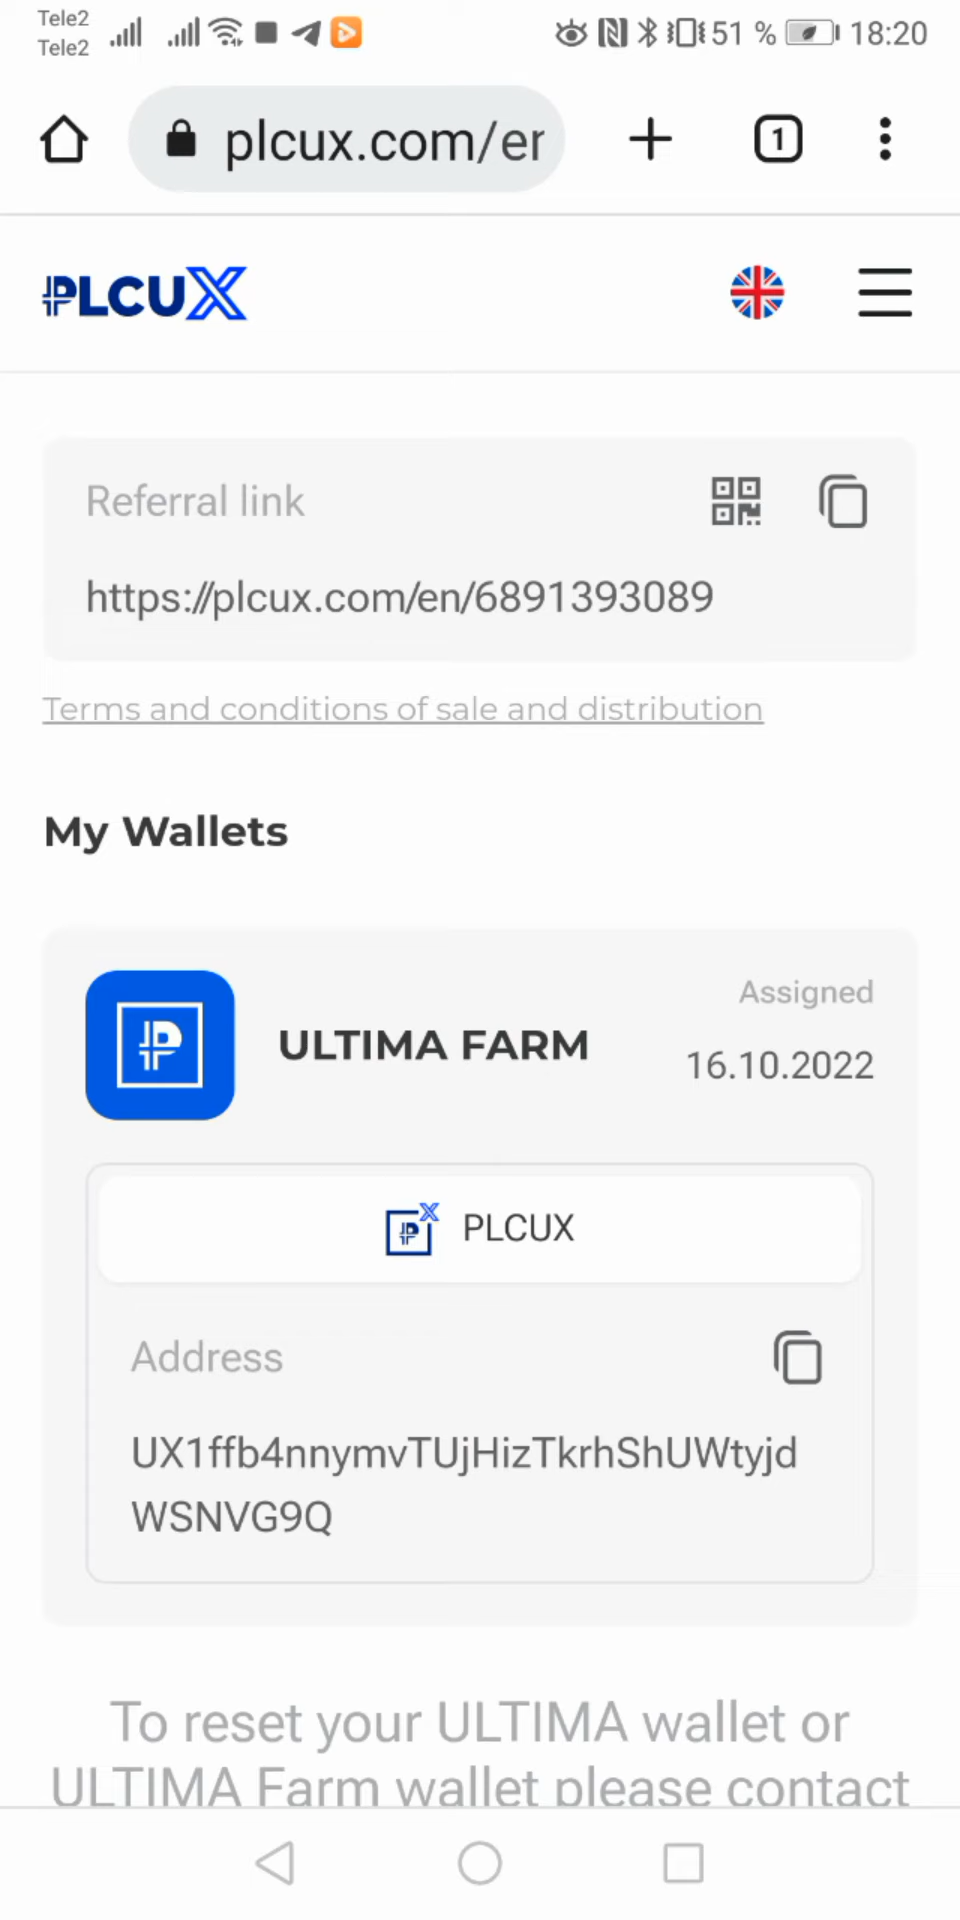 Tele2
Tele2
51 %
18:20
plcux.com/er
1
PLCUX
Referral link
https://plcux.com/en/6891393089
Terms and conditions of sale and distribution
My Wallets
Assigned
ULTIMA FARM
16.10.2022
PLCUX
Address
UX1ffb4nnymvTUjHizTkrhShUWtyjd
WSNVG9Q
To reset your ULTIMA wallet or
ULTIMA Farm wallet please contact